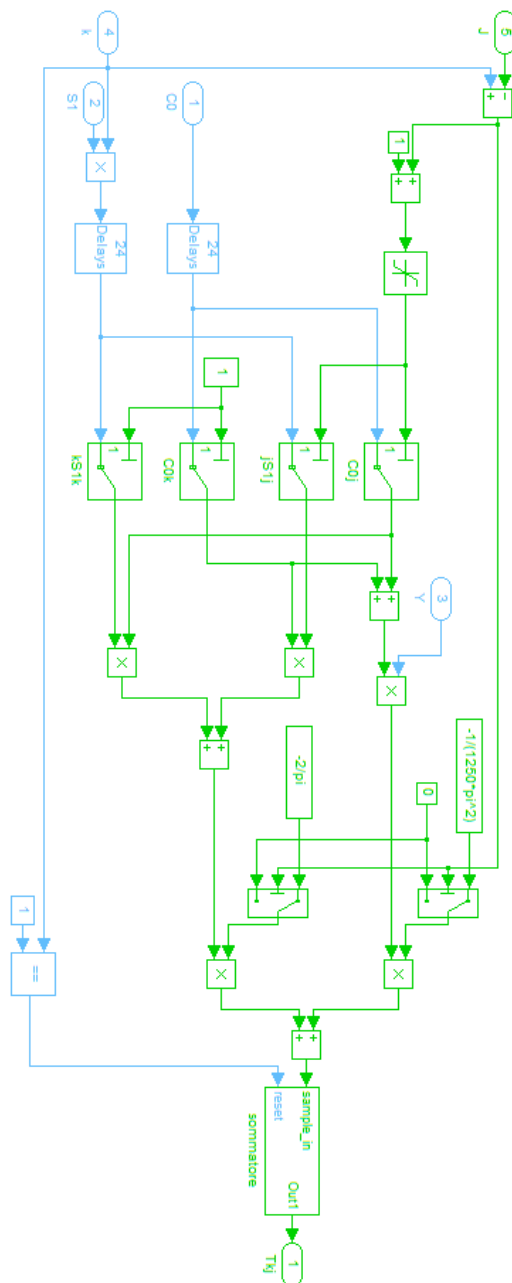 5
J
-
+
-1/(1250*pi^2)
3
Y
0
1
+
+
+
+
×
×
1
C0j
-2/pi
+
+
sample_in
Out1
reset
sommatore
1
Tkj
1
jS1j
×
×
1
C0
24
Delays
1
1
C0k
+
+
×
4
k
2
S1
×
24
Delays
1
kS1k
×
1
==